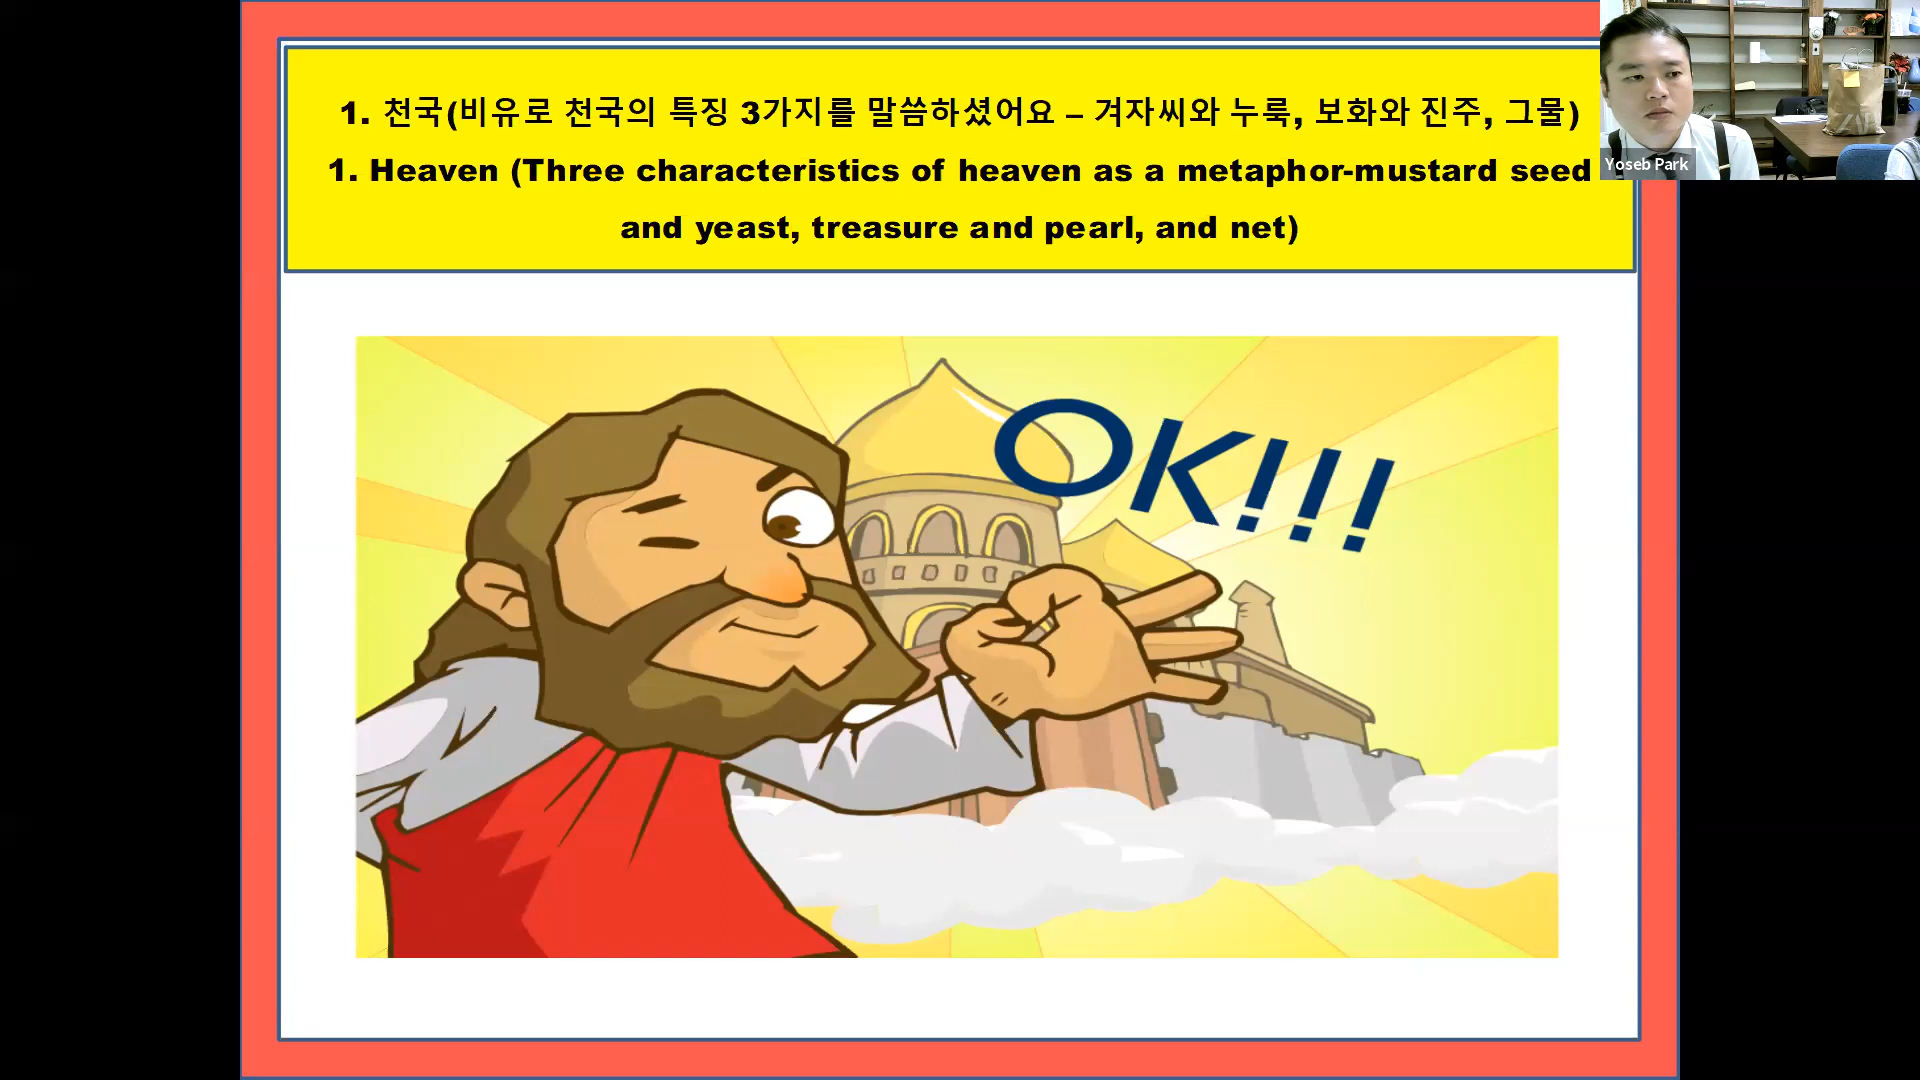 1. 천국(비유로 천국의 특징 3가지를 말씀하셨어요 – 겨자씨와 누룩, 보화와 진주, 그물)
1. Heaven (Three characteristics of heaven as a metaphor-mustard seed
and yeast, treasure and pearl, and net)
Yoseb Park
OK!!!